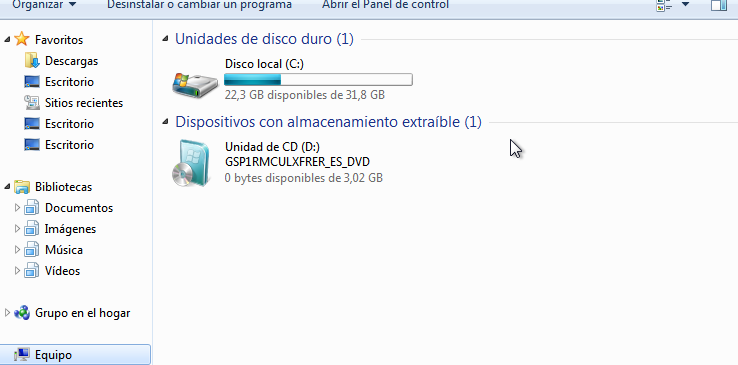 Organizar Desinstalar o cambiar un programa Abrir el Panel de control
Favoritos
Descargas
Escritorio
Sitios recientes
Escritorio
Escritorio
Bibliotecas
Documentos
Imágenes
Música
Vídeos
Grupo en el hogar
Equipo
Unidades de disco duro (1)
Disco local (C:)
22,3 GB disponibles de 31,8 GB
Dispositivos con almacenamiento extraíble (1)
Unidad de CD (D:)
GSP1RMCULXFRER_ES_DVD
0 bytes disponibles de 3,02 GB